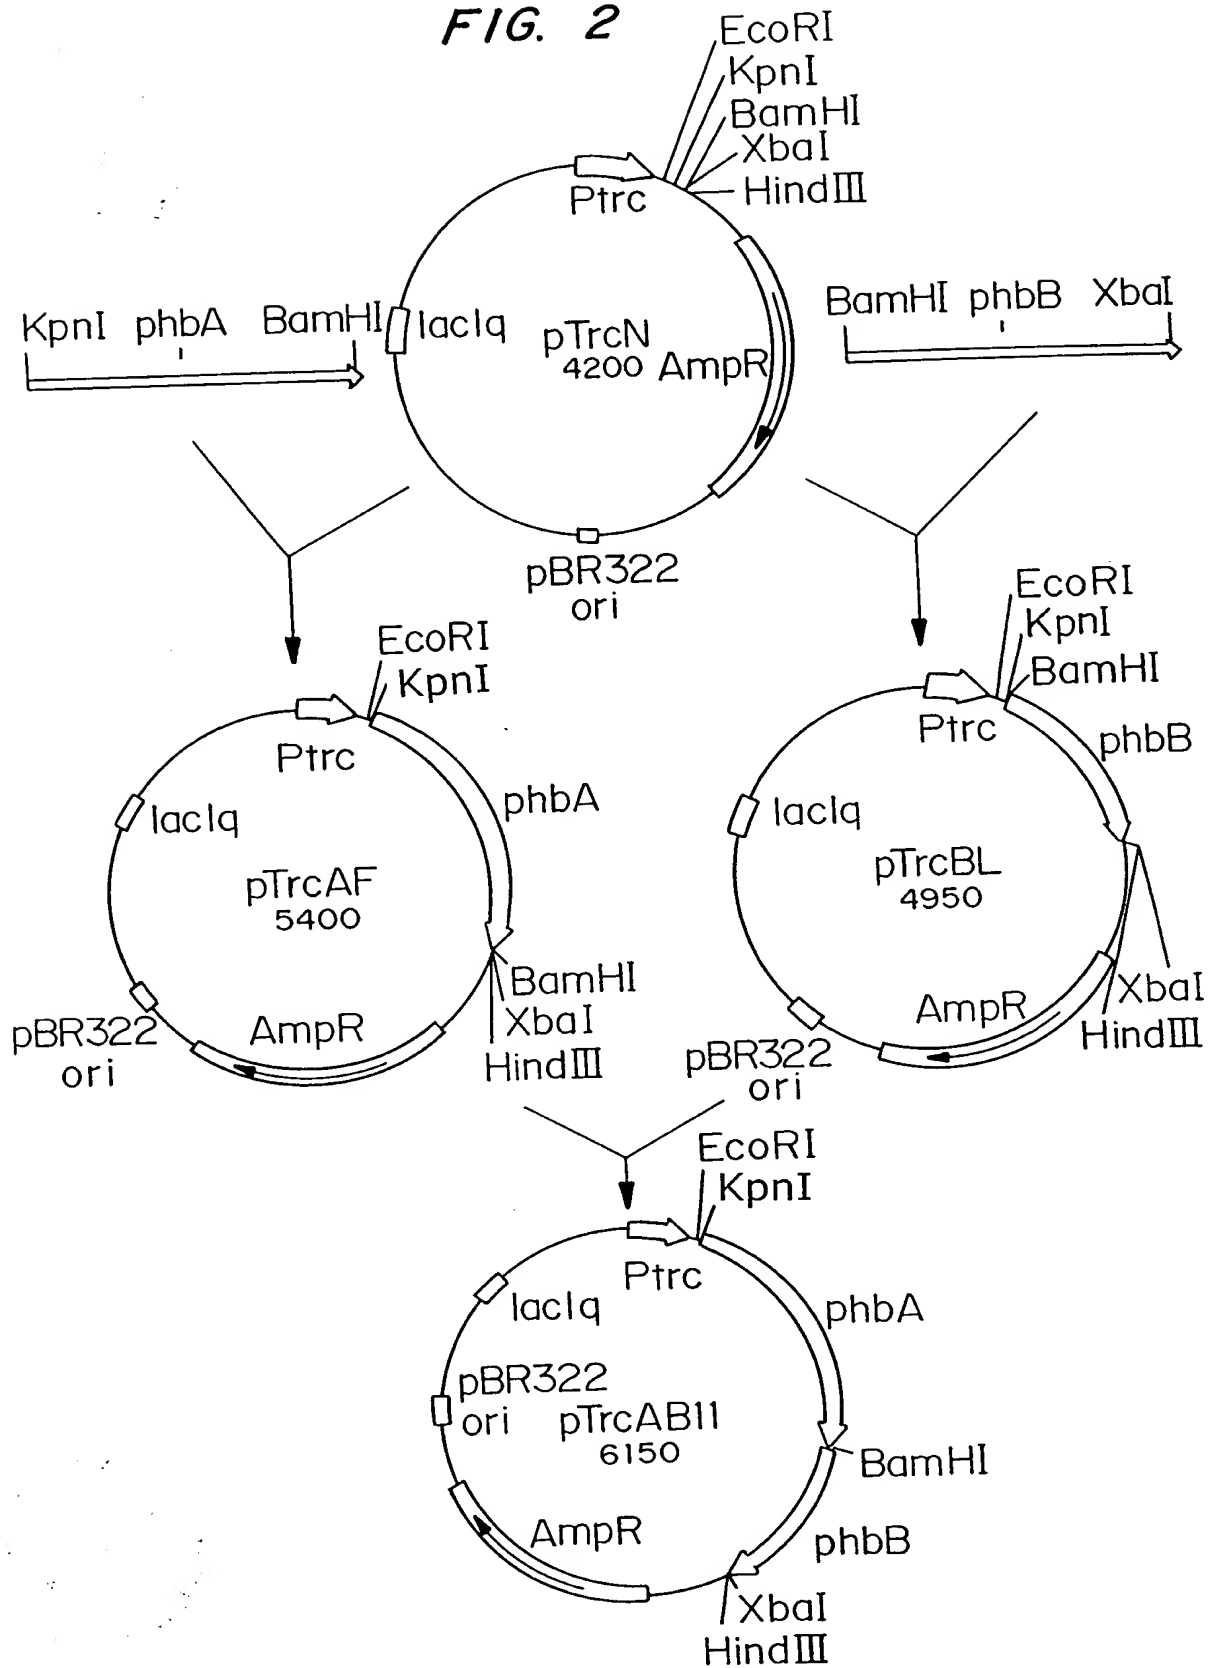 FIG. 2
EcoRI
KpnI
BamHI
XbaI
HindIII
Ptrc
KpnI phbA BamHI
lacIq
pTrcN
4200
AmpR
BamHI phbB XbaI
pBR322
ori
EcoRI
KpnI
Ptrc
phbA
lacIq
pTrcAF
5400
BamHI
XbaI
HindIII
AmpR
pBR322
ori
EcoRI
KpnI
BamHI
Ptrc
phbB
lacIq
pTrcBL
4950
XbaI
HindIII
AmpR
pBR322
ori
EcoRI
KpnI
Ptrc
lacIq
phbA
pBR322
ori
pTrcAB11
6150
BamHI
AmpR
phbB
XbaI
HindIII